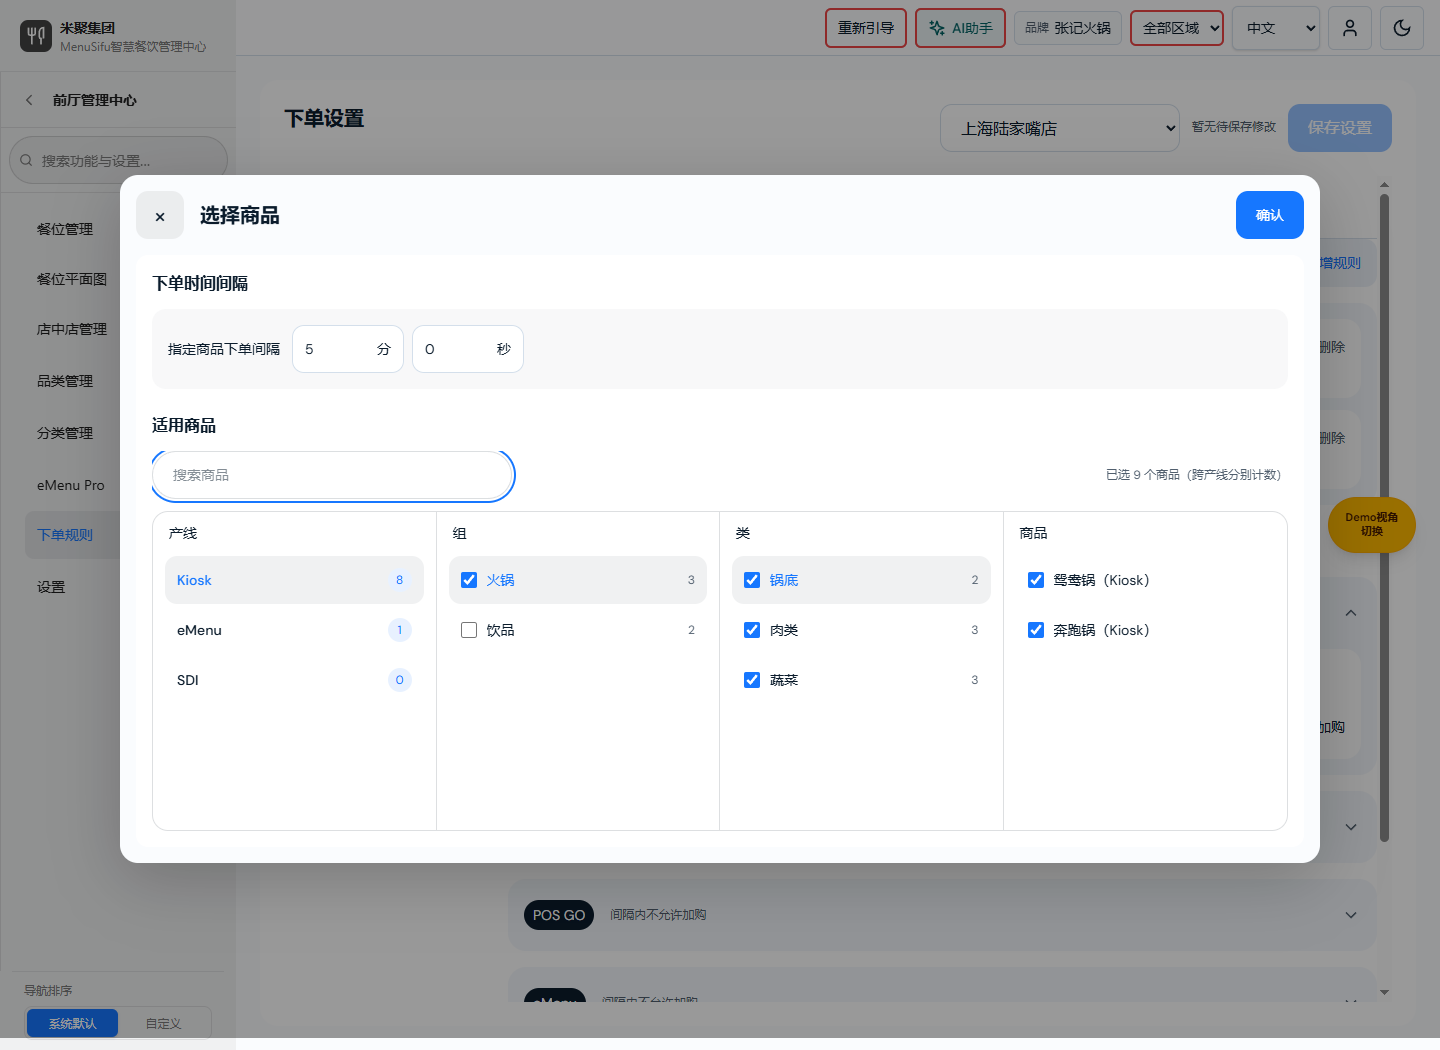 米聚集团
MenuSifu智慧餐饮管理中心
重新引导
AI助手
品牌 张记火锅
全部区域
中文
前厅管理中心
搜索功能与设置...
下单设置
上海陆家嘴店
暂无待保存修改
保存设置
餐位管理
餐位平面图
店中店管理
品类管理
分类管理
eMenu Pro
下单规则
设置
导航排序
系统默认
自定义
×
选择商品
确认
下单时间间隔
指定商品下单间隔
5 分
0 秒
适用商品
搜索商品
已选 9 个商品（跨产线分别计数）
产线
组
类
商品
Kiosk 8
火锅 3
锅底 2
鸳鸯锅（Kiosk）
eMenu 1
饮品 2
肉类 3
奔跑锅（Kiosk）
SDI 0
蔬菜 3
增规则
删除
删除
Demo视角
切换
加购
POS GO
间隔内不允许加购
eMenu
间隔内不允许加购